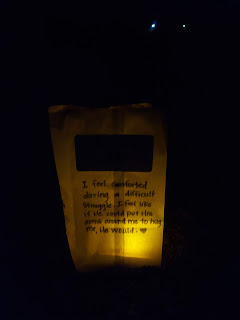 I feel comforted
during a difficult
struggle. I feel like
if He could put His
arms around me to hug
me, He would. ♥